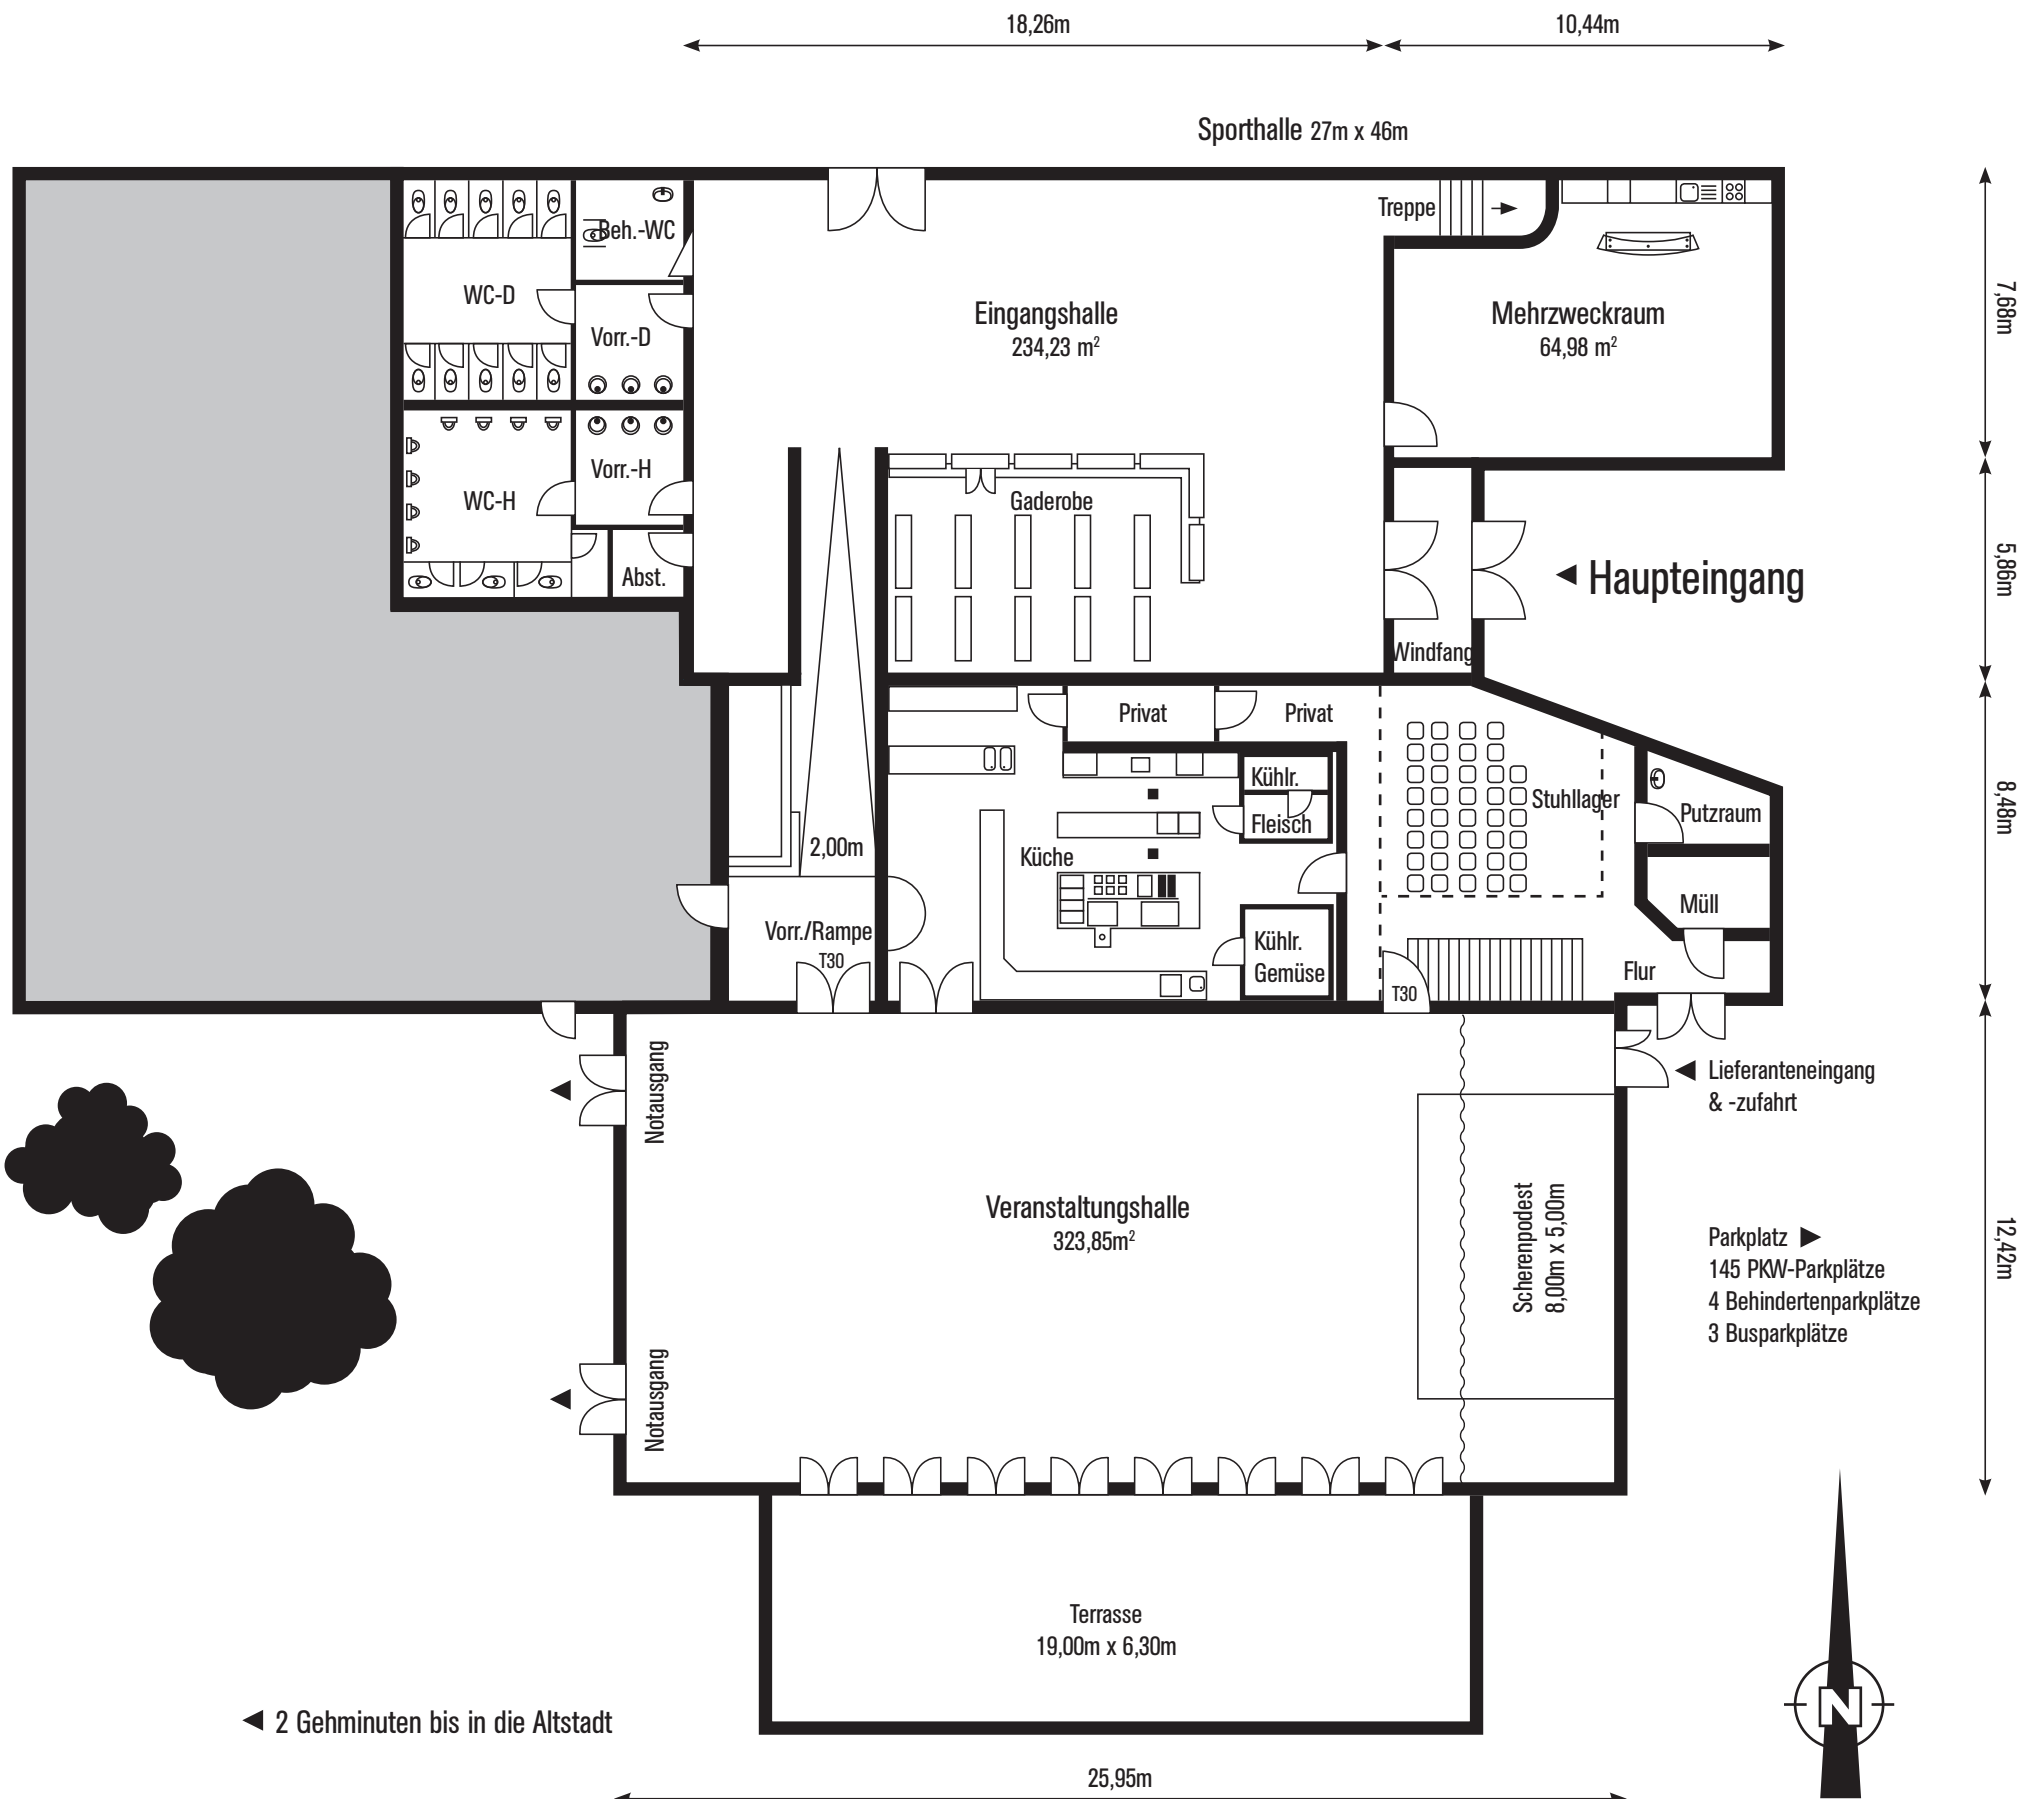 18,26m
10,44m
Sporthalle 27m x 46m
Treppe
Beh.-WC
WC-D
Vorr.-D
Eingangshalle
234,23 m²
Mehrzweckraum
64,98 m²
7,68m
Vorr.-H
WC-H
Gaderobe
Abst.
Haupteingang
5,86m
Windfang
Privat
Privat
Kühlr.
Fleisch
Stuhllager
Putzraum
8,48m
2,00m
Küche
Müll
Vorr./Rampe
T30
Kühlr.
Gemüse
Flur
T30
Notausgang
Lieferanteneingang
& -zufahrt
Veranstaltungshalle
323,85m²
Scherenpodest
8,00m x 5,00m
Parkplatz
145 PKW-Parkplätze
4 Behindertenparkplätze
3 Busparkplätze
12,42m
Notausgang
Terrasse
19,00m x 6,30m
N
2 Gehminuten bis in die Altstadt
25,95m